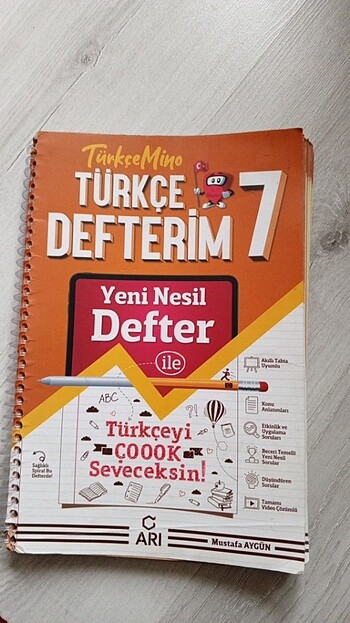 TürkçeMino
TÜRKÇE
DEFTERİM 7
Yeni Nesil
Defter
ile
ABC
Türkçeyi
ÇOOOK
Seveceksin!
Akıllı Tahta
Uyumlu
Konu
Anlatımları
Etkinlik ve
Uygulama
Soruları
Beceri Temelli
Yeni Nesil
Sorular
Düşündüren
Sorular
Tamamı
Video Çözümlü
Sağlıklı
Spiral Bu
Defterde!
ARI
Mustafa AYGÜN